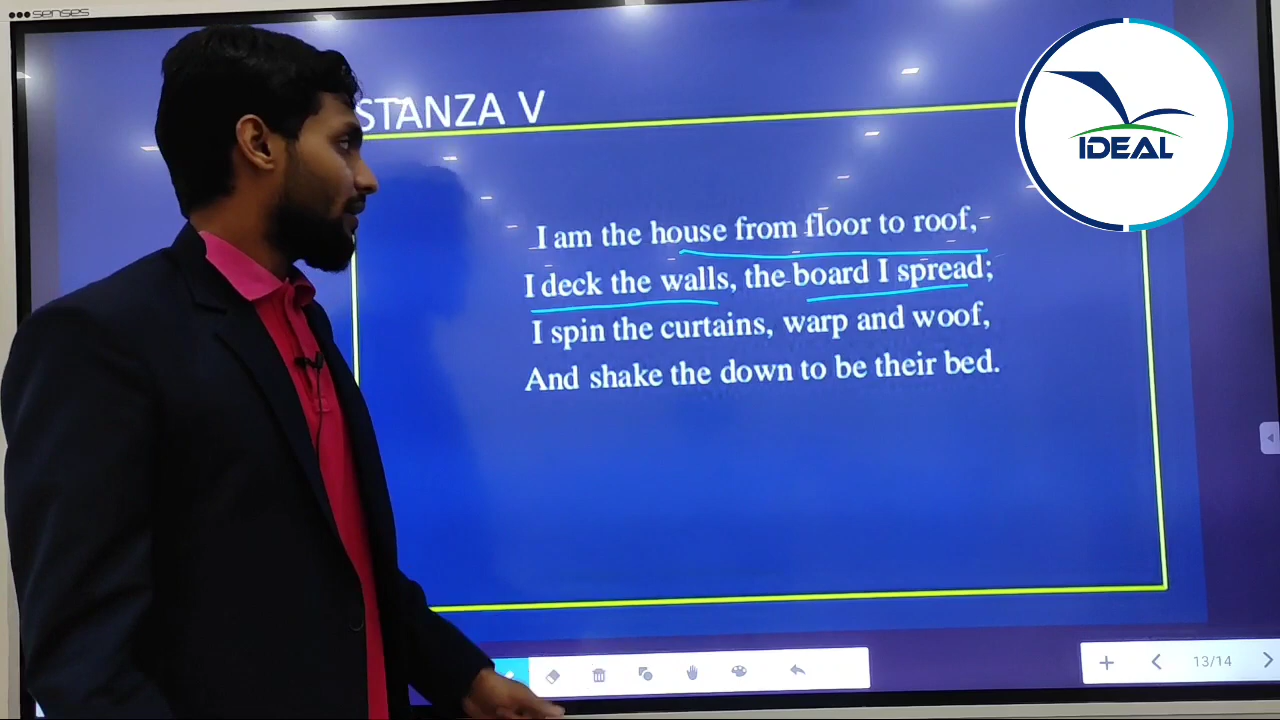 senses
STANZA V
IDEAL
I am the house from floor to roof,
I deck the walls, the board I spread;
I spin the curtains, warp and woof,
And shake the down to be their bed.
13/14